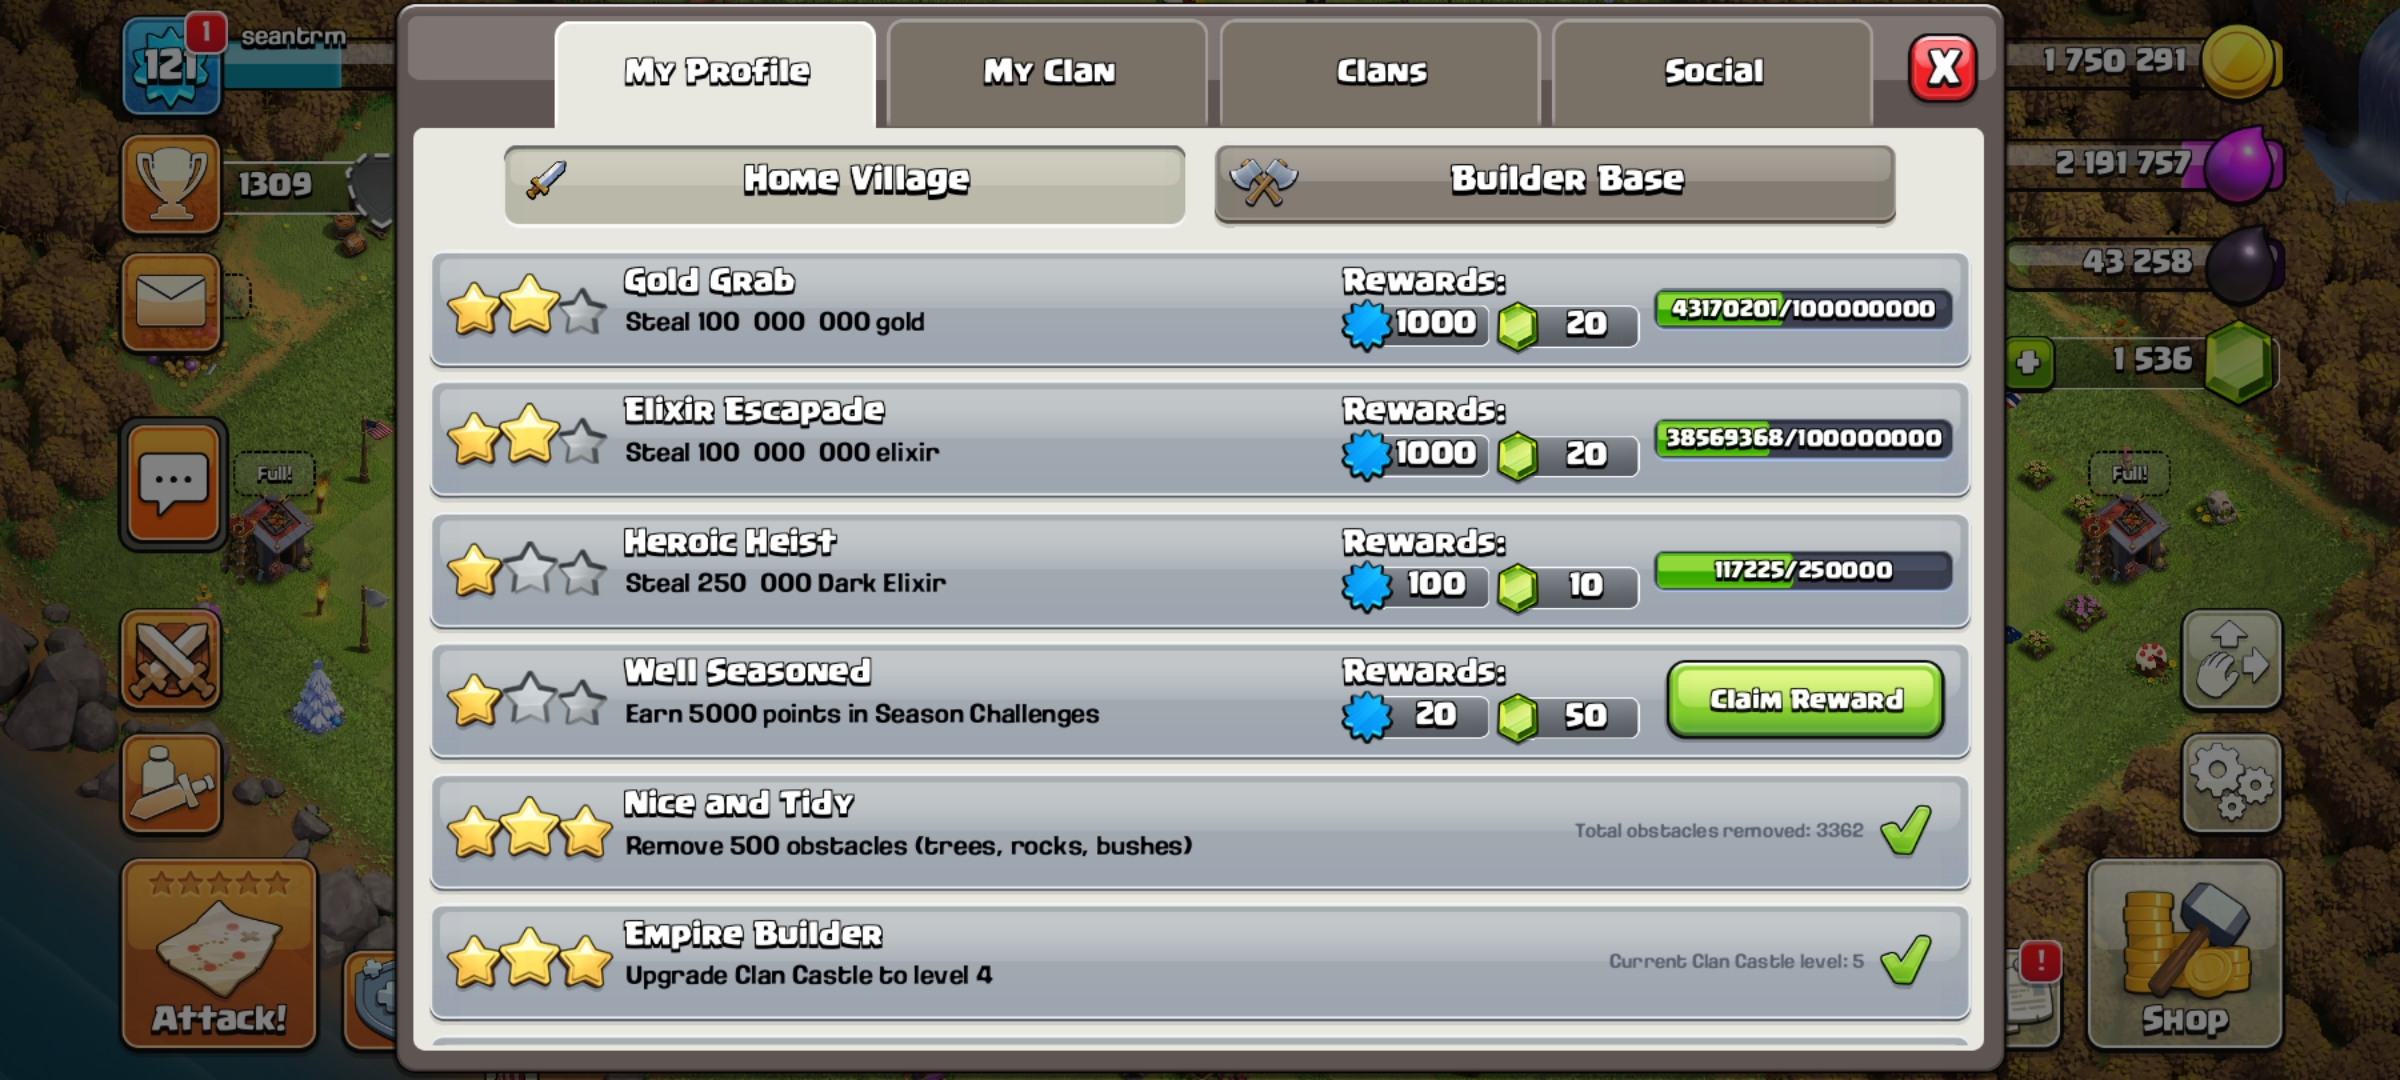 121
1
seantrm
1309
Full!
Attack!
My Profile
My Clan
Clans
Social
X
Home Village
Builder Base
Gold Grab
Steal 100 000 000 gold
Rewards:
1000
20
43170201/100000000
Elixir Escapade
Steal 100 000 000 elixir
Rewards:
1000
20
38569368/100000000
Heroic Heist
Steal 250 000 Dark Elixir
Rewards:
100
10
117225/250000
Well Seasoned
Earn 5000 points in Season Challenges
Rewards:
20
50
Claim Reward
Nice and Tidy
Remove 500 obstacles (trees, rocks, bushes)
Total obstacles removed: 3362
Empire Builder
Upgrade Clan Castle to level 4
Current Clan Castle level: 5
1 750 291
2 191 757
43 258
1 536
Full!
!
Shop